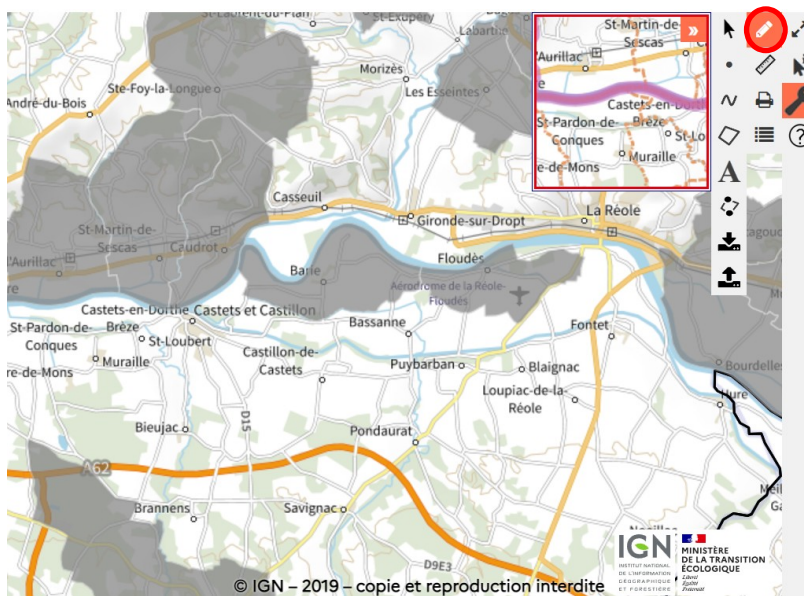 St-Laurent-du-Plan
St-Exupéry
Labarthe
Morizès
Les Esseintes
Ste-Foy-la-Longue
André-du-Bois
St-Martin-de-
Sescas
'Aurillac
Castets-en-Dorthe
St-Pardon-de-
Conques
Brèze
St-Lo
Muraille
e-de-Mons
»
A
?
Casseuil
Gironde-sur-Dropt
La Réole
St-Martin-de-
Sescas
Caudrot
'Aurillac
Barie
Floudès
Aérodrome de la Réole-
Floudès
Castets-en-Dorthe
Castets et Castillon
St-Pardon-de-
Conques
Brèze
St-Loubert
Muraille
re-de-Mons
Bassanne
Fontet
Castillon-de-
Castets
Puybarban
Blaignac
Bourdelles
Loupiac-de-la-
Réole
Hure
D15
Bieujac
Pondaurat
A62
Meil
Brannens
Savignac
D9E3
© IGN – 2019 – copie et reproduction interdite
IGN
INSTITUT NATIONAL
DE L'INFORMATION
GÉOGRAPHIQUE
ET FORESTIÈRE
MINISTÈRE
DE LA TRANSITION
ÉCOLOGIQUE
Liberté
Égalité
Fraternité